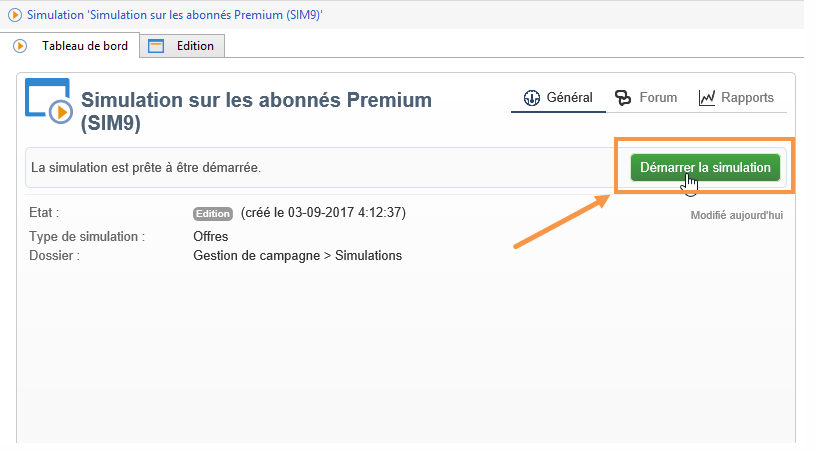 Simulation 'Simulation sur les abonnés Premium (SIM9)'
Tableau de bord
Edition
Simulation sur les abonnés Premium
(SIM9)
Général
Forum
Rapports
La simulation est prête à être démarrée.
Démarrer la simulation
Etat :
Edition (créé le 03-09-2017 4:12:37)
Modifié aujourd'hui
Type de simulation :
Offres
Dossier :
Gestion de campagne > Simulations